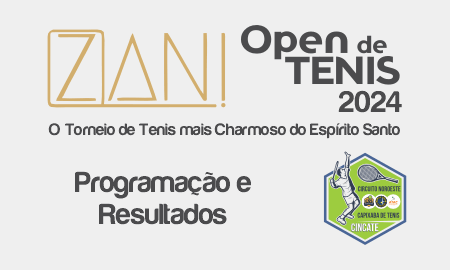 ZANI
Open de
TENIS
2024
O Torneio de Tenis mais Charmoso do Espírito Santo
Programação e
Resultados
CIRCUITO NOROESTE
CAPIXABA DE TENIS
CINCATE